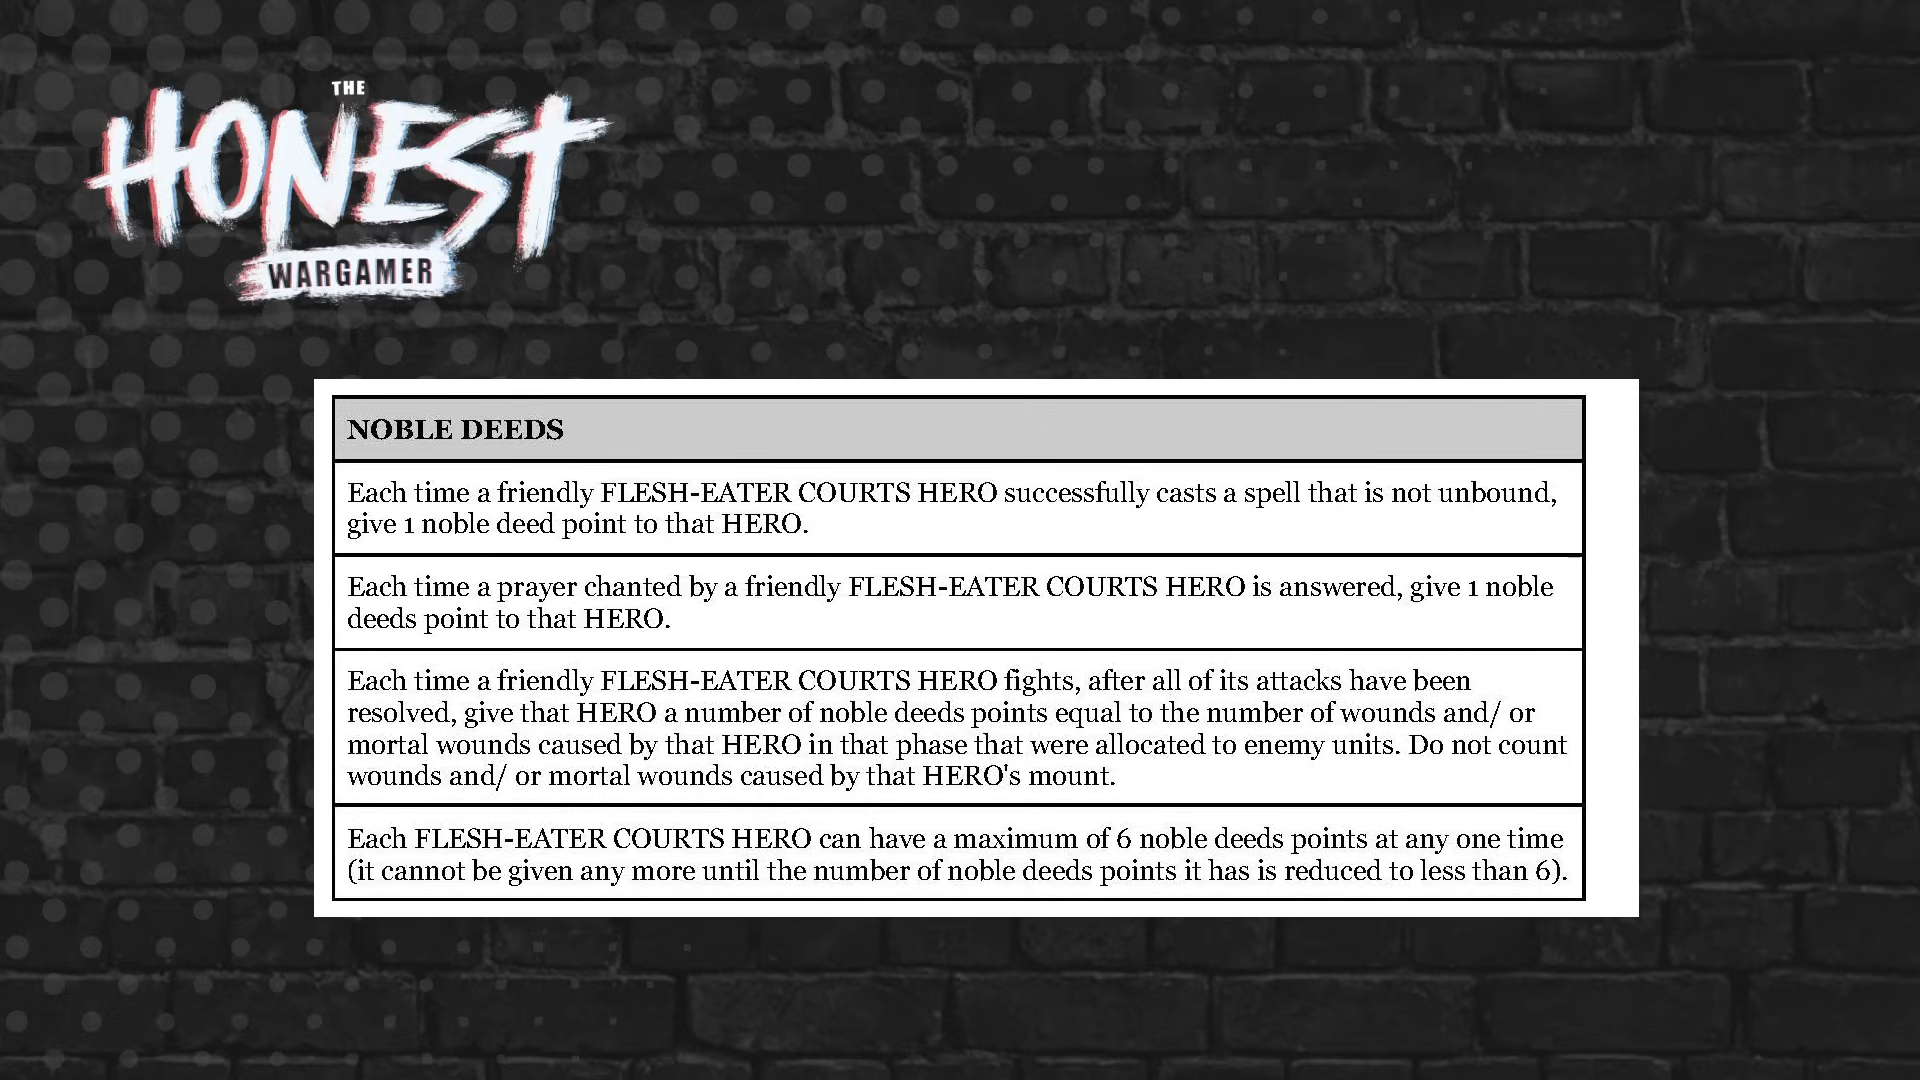 THE
HONEST
WARGAMER
NOBLE DEEDS
Each time a friendly FLESH-EATER COURTS HERO successfully casts a spell that is not unbound,
give 1 noble deed point to that HERO.
Each time a prayer chanted by a friendly FLESH-EATER COURTS HERO is answered, give 1 noble
deeds point to that HERO.
Each time a friendly FLESH-EATER COURTS HERO fights, after all of its attacks have been
resolved, give that HERO a number of noble deeds points equal to the number of wounds and/ or
mortal wounds caused by that HERO in that phase that were allocated to enemy units. Do not count
wounds and/ or mortal wounds caused by that HERO's mount.
Each FLESH-EATER COURTS HERO can have a maximum of 6 noble deeds points at any one time
(it cannot be given any more until the number of noble deeds points it has is reduced to less than 6).